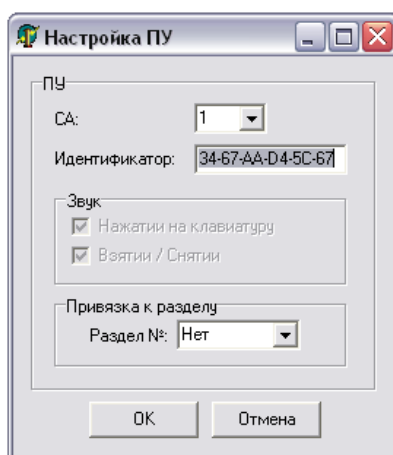 Настройка ПУ
ПУ
СА: 1
Идентификатор: 34-67-AA-D4-5C-67
Звук
Нажатии на клавиатуру
Взятии / Снятии
Привязка к разделу
Раздел №: Нет
OK Отмена